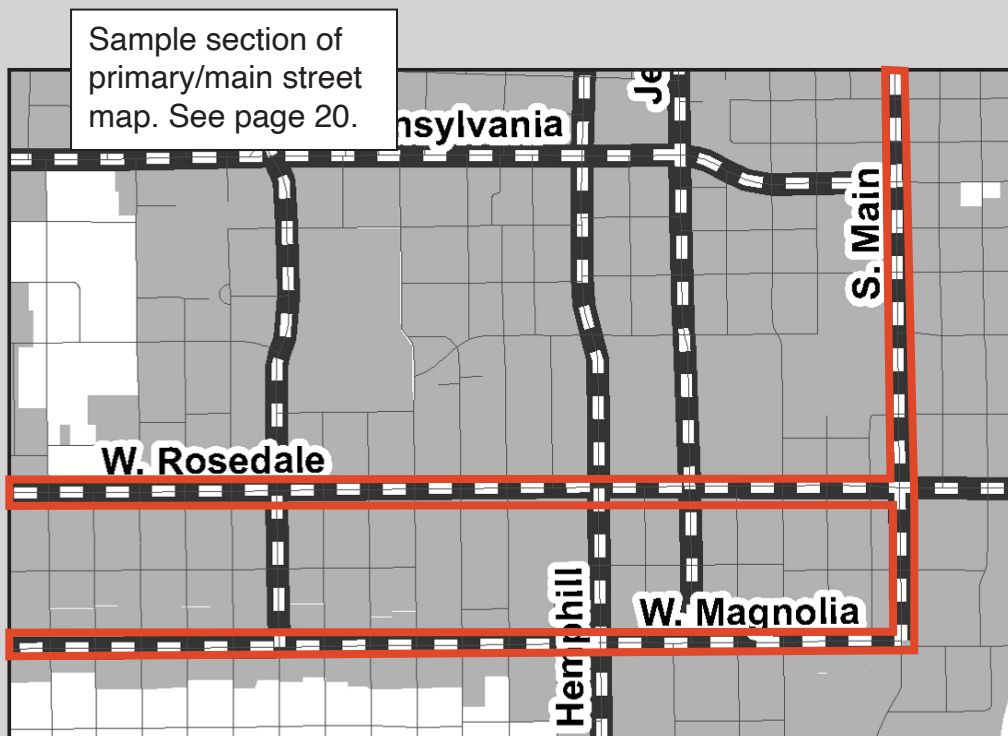 Sample section of
primary/main street
map. See page 20.
nsylvania
Je
S. Main
W. Rosedale
W. Magnolia
Hemphill